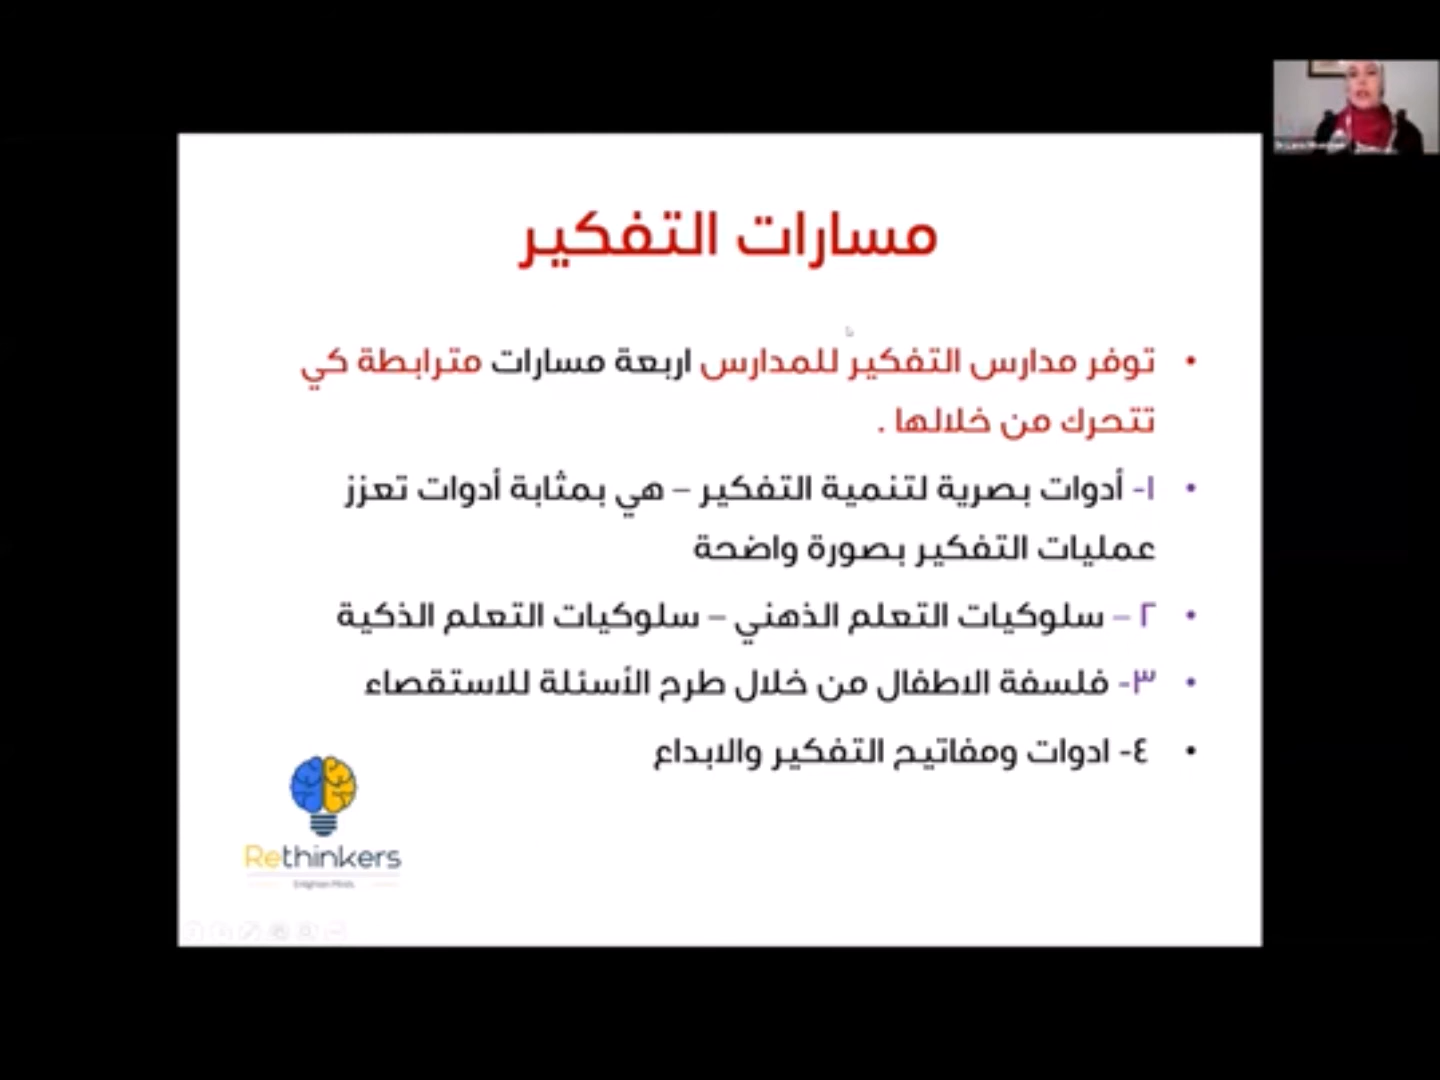 مسارات التفكير
• توفر مدارس التفكير للمدارس اربعة مسارات مترابطة كي
تتحرك من خلالها .
• ١- أدوات بصرية لتنمية التفكير – هي بمثابة أدوات تعزز
عمليات التفكير بصورة واضحة
• ٢ – سلوكيات التعلم الذهني – سلوكيات التعلم الذكية
• ٣- فلسفة الاطفال من خلال طرح الأسئلة للاستقصاء
• ٤- ادوات ومفاتيح التفكير والابداع
Rethinkers
Enlighten Minds